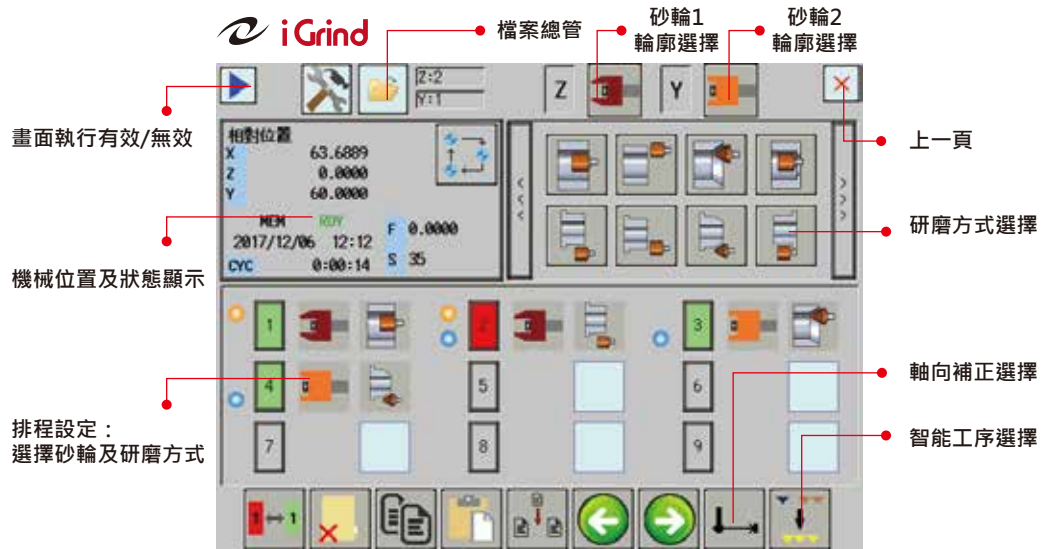 i Grind
檔案總管
砂輪1
輪廓選擇
砂輪2
輪廓選擇
Z:2
Y:1
Z
Y
畫面執行有效/無效
上一頁
相對位置
X 63.6889
Z 0.0000
Y 60.0000
MEM RDY
F 0.0000
2017/12/06 12:12
S 35
CYC 0:00:14
研磨方式選擇
機械位置及狀態顯示
1
2
3
4
5
6
軸向補正選擇
排程設定：
選擇砂輪及研磨方式
7
8
9
智能工序選擇
1 ↔ 1